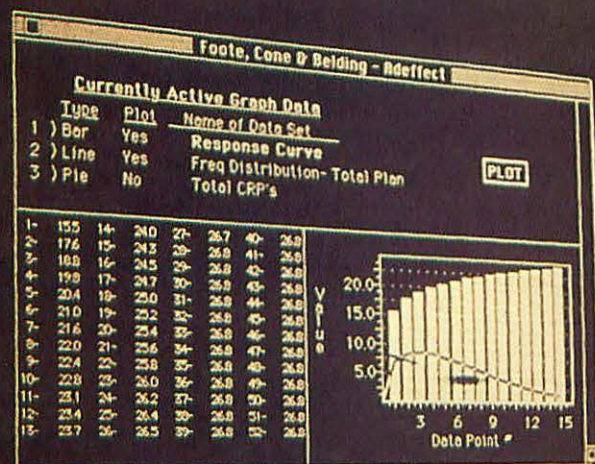 Foote, Cone & Belding - Adeffect
Currently Active Graph Data
Type Plot Name of Data Set
1 ) Bar Yes Response Curve
2 ) Line Yes Freq Distribution- Total Plan
3 ) Pie No Total GRP's
PLOT
1- 15.5 14- 24.0 27- 26.7 40- 26.8
2- 17.6 15- 24.3 28- 26.8 41- 26.8
3- 18.8 16- 24.5 29- 26.8 42- 26.8
4- 19.8 17- 24.7 30- 26.8 43- 26.8
5- 20.4 18- 25.0 31- 26.8 44- 26.8
6- 21.0 19- 25.2 32- 26.8 45- 26.8
7- 21.6 20- 25.4 33- 26.8 46- 26.8
8- 22.0 21- 25.6 34- 26.8 47- 26.8
9- 22.4 22- 25.8 35- 26.8 48- 26.8
10- 22.8 23- 26.0 36- 26.8 49- 26.8
11- 23.1 24- 26.2 37- 26.8 50- 26.8
12- 23.4 25- 26.4 38- 26.8 51- 26.8
13- 23.7 26- 26.5 39- 26.8 52- 26.8
Value
20.0
15.0
10.0
5.0
3 6 9 12 15
Data Point #